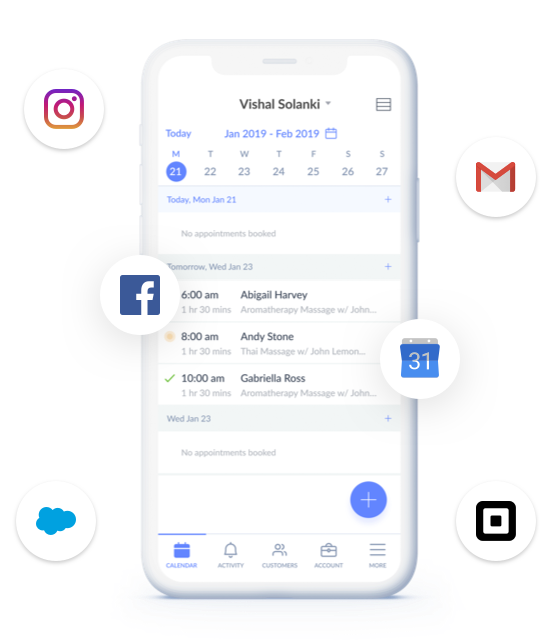 Vishal Solanki
Today Jan 2019 - Feb 2019
M T W T F S S
21 22 23 24 25 26 27
Today, Mon Jan 21 +
No appointments booked
Tomorrow, Wed Jan 23 +
6:00 am Abigail Harvey
1 hr 30 mins Aromatherapy Massage w/ John...
8:00 am Andy Stone
1 hr 30 mins Thai Massage w/ John Lemon...
10:00 am Gabriella Ross
1 hr 30 mins Aromatherapy Massage w/ John...
31
Wed Jan 23 +
No appointments booked
CALENDAR ACTIVITY CUSTOMERS ACCOUNT MORE